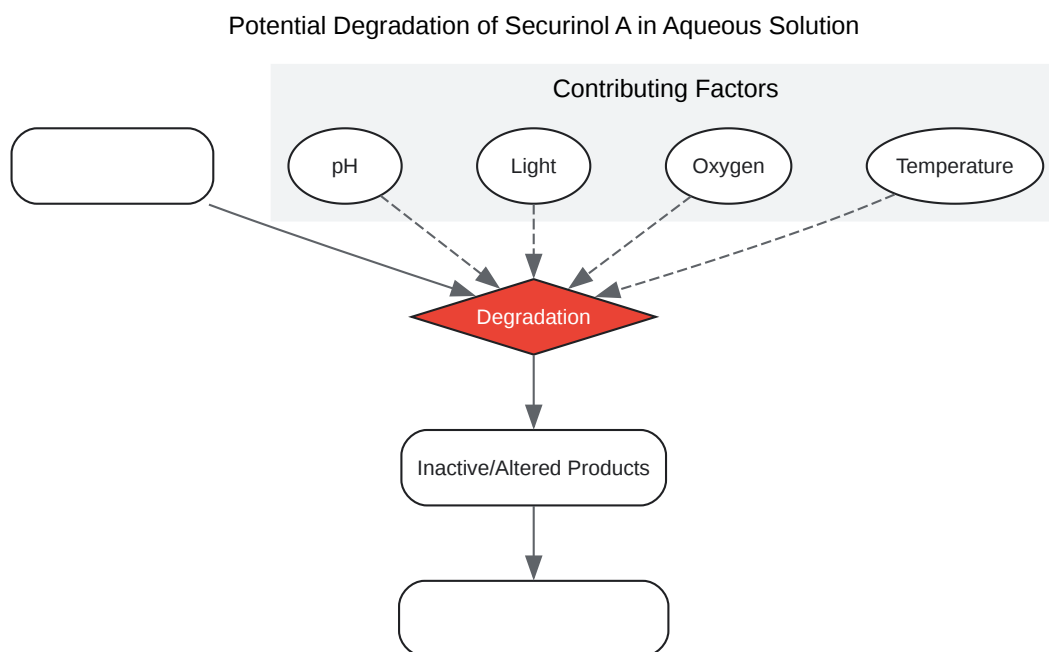 Potential Degradation of Securinol A in Aqueous Solution
Contributing Factors
pH
Light
Oxygen
Temperature
Degradation
Inactive/Altered Products